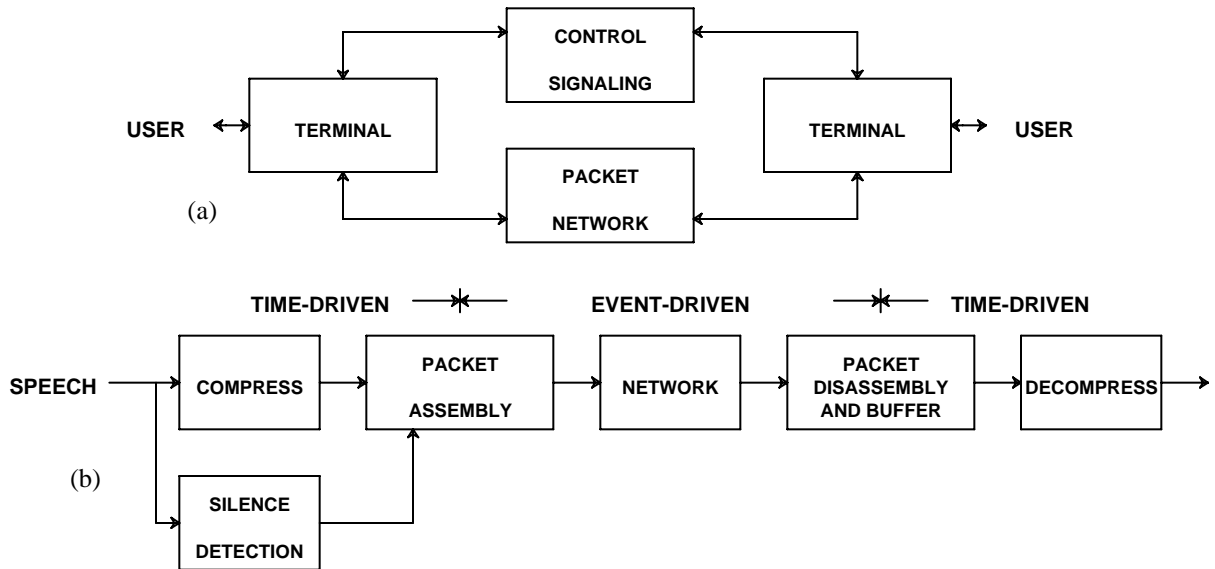 CONTROL
SIGNALING
USER
TERMINAL
TERMINAL
USER
PACKET
NETWORK
(a)
TIME-DRIVEN
EVENT-DRIVEN
TIME-DRIVEN
SPEECH
COMPRESS
PACKET
ASSEMBLY
NETWORK
PACKET
DISASSEMBLY
AND BUFFER
DECOMPRESS
(b)
SILENCE
DETECTION